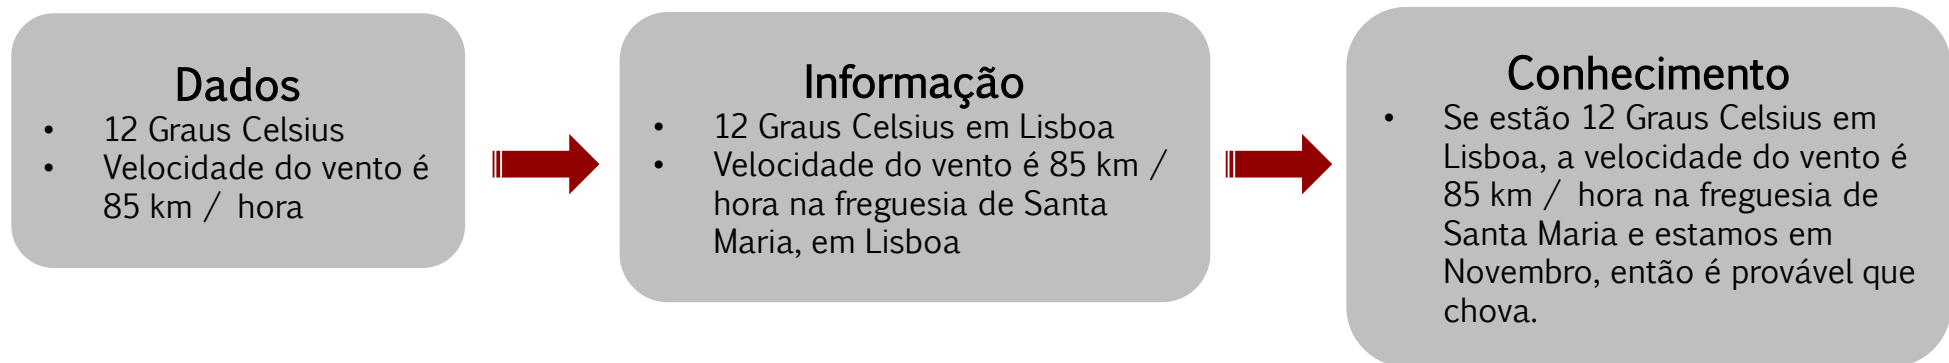 Dados
• 12 Graus Celsius
• Velocidade do vento é
85 km / hora
Informação
• 12 Graus Celsius em Lisboa
• Velocidade do vento é 85 km /
hora na freguesia de Santa
Maria, em Lisboa
Conhecimento
• Se estão 12 Graus Celsius em
Lisboa, a velocidade do vento é
85 km / hora na freguesia de
Santa Maria e estamos em
Novembro, então é provável que
chova.